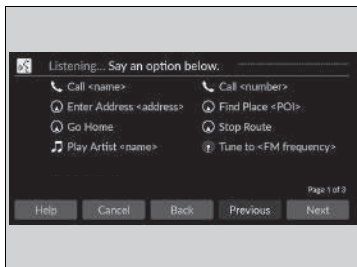 Listening... Say an option below.
Call <name>
Call <number>
Enter Address <address>
Find Place <POI>
Go Home
Stop Route
Play Artist <name>
Tune to <FM frequency>
Page 1 of 3
Help Cancel Back Previous Next